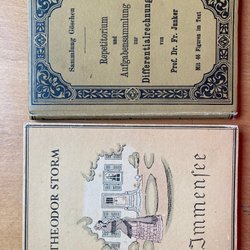 Sammlung Göschen
Repetitorium
und
Aufgabensammlung
zur
Differentialrechnung
von
Prof. Dr. Fr. Junker
Mit 46 Figuren im Text
THEODOR STORM
Immensee